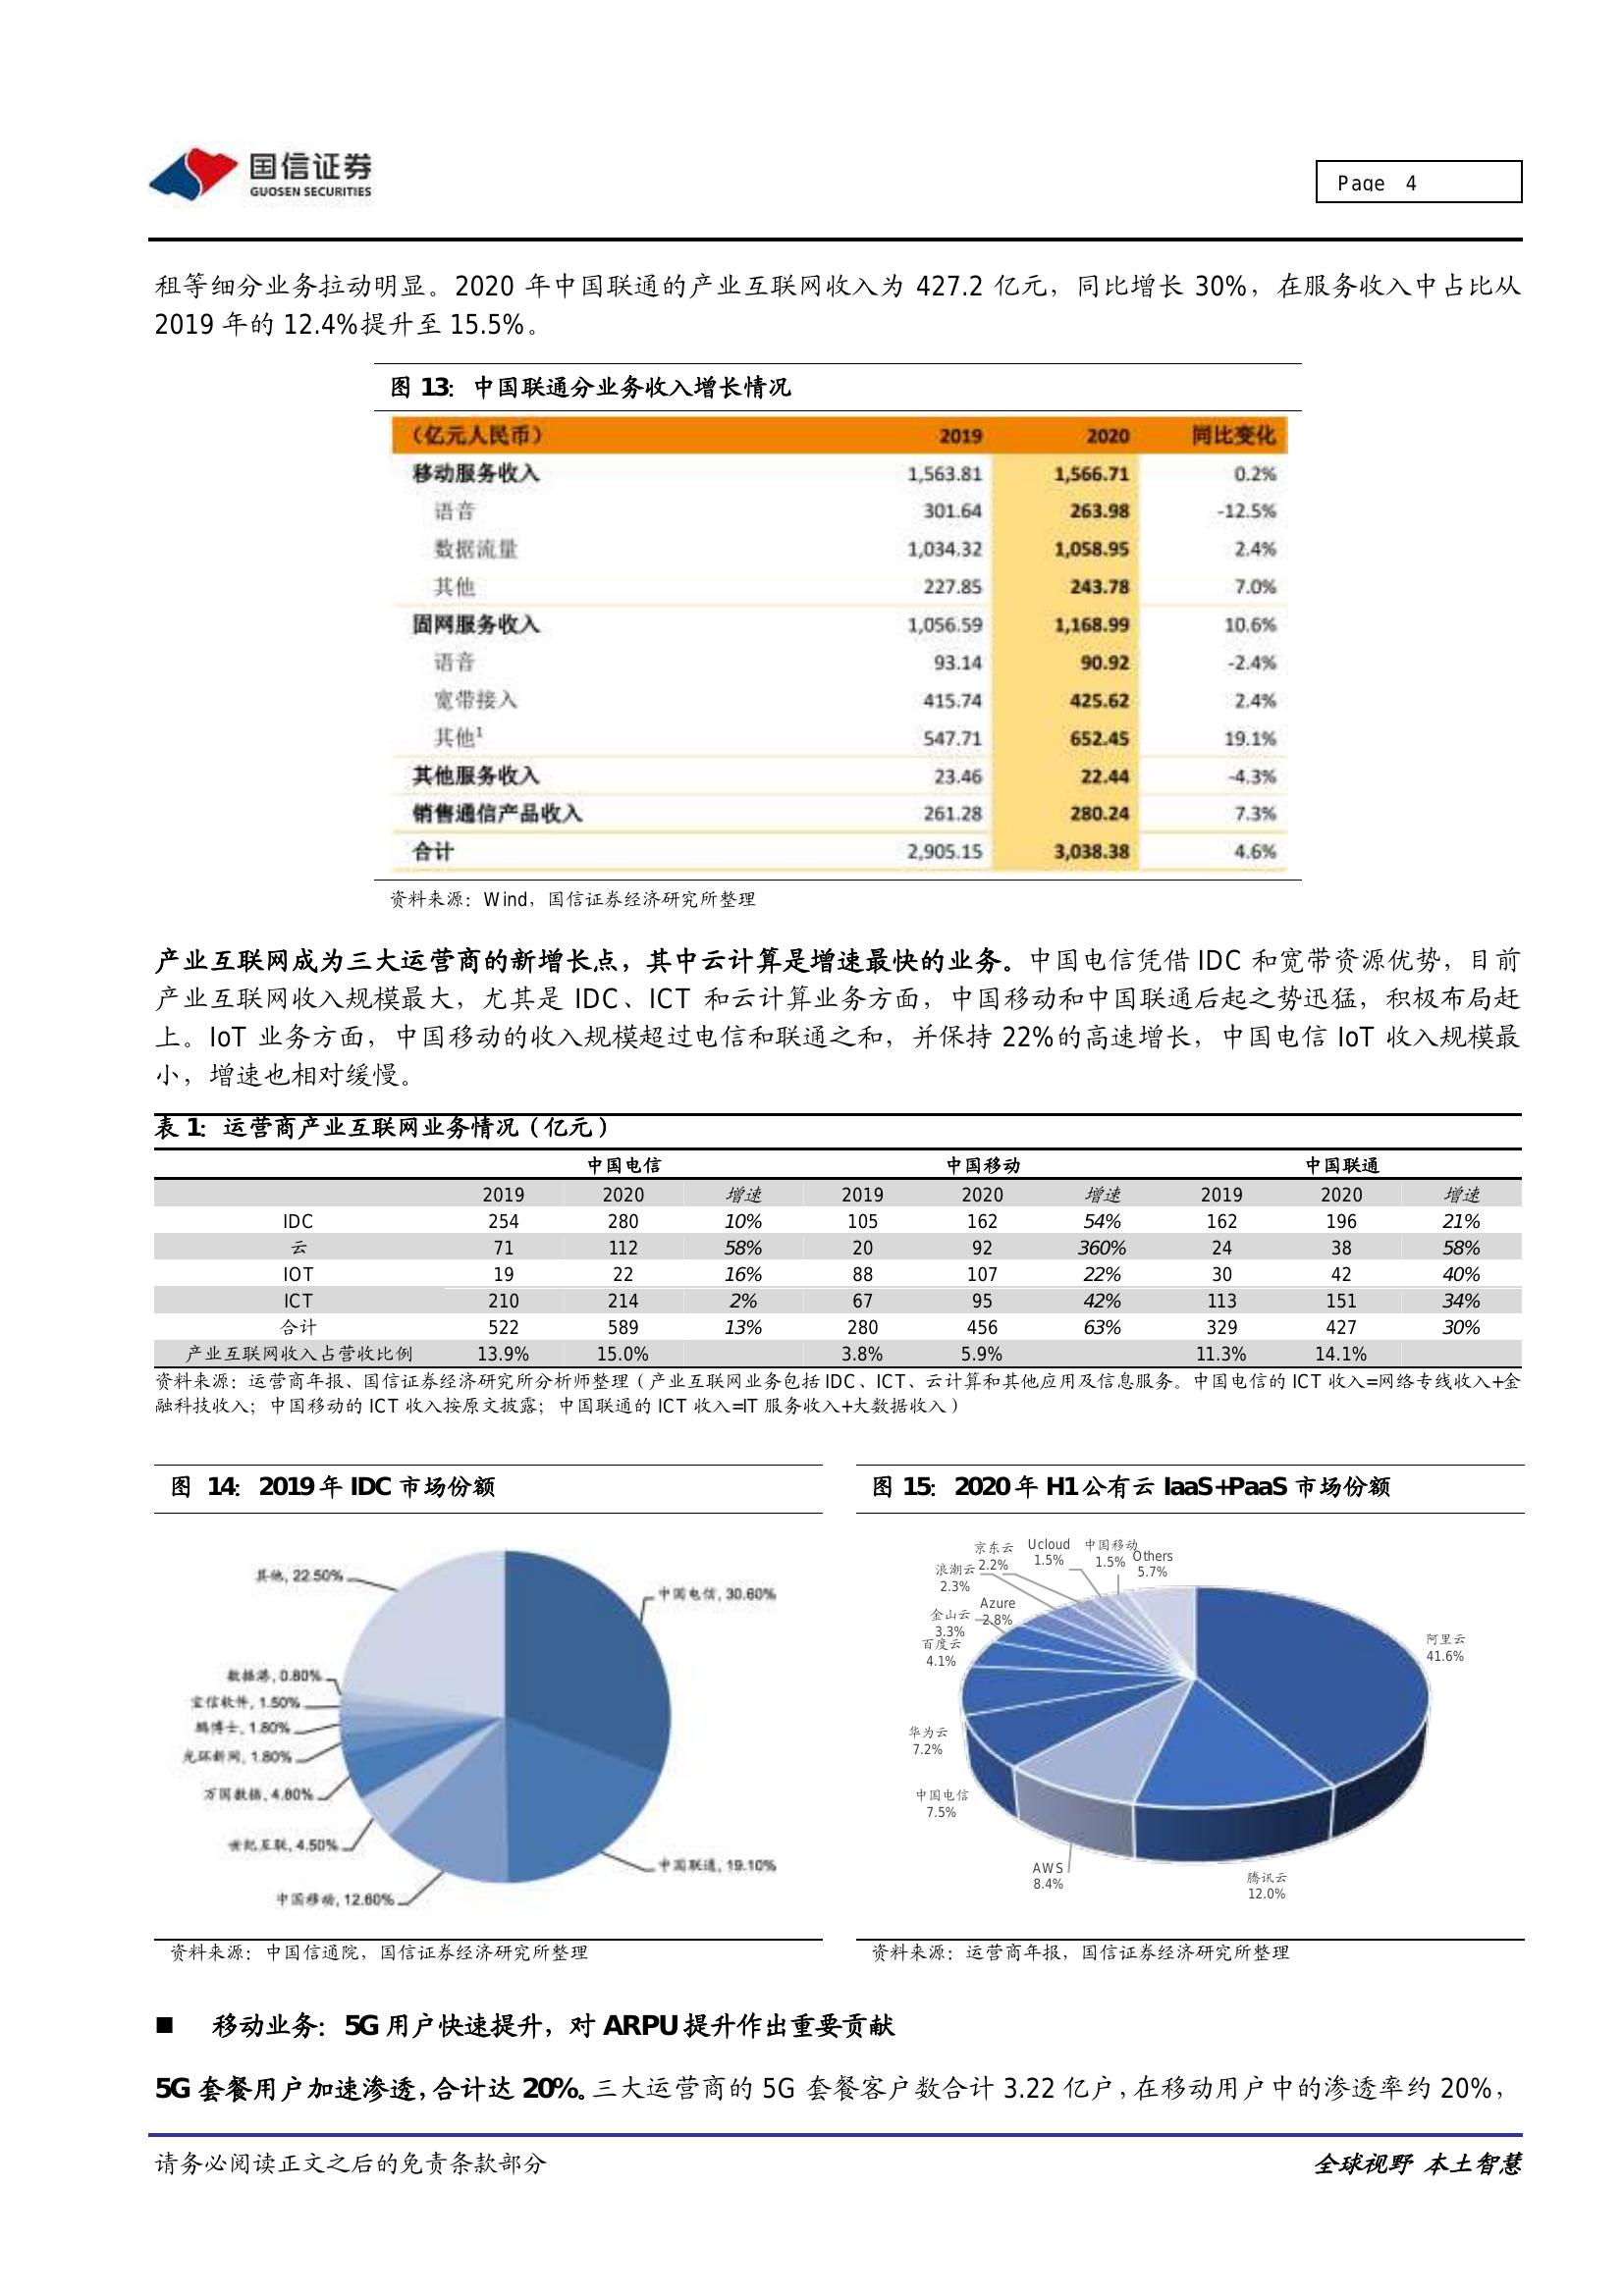 国信证券
GUOSEN SECURITIES
Page 4
租等细分业务拉动明显。2020 年中国联通的产业互联网收入为 427.2 亿元，同比增长 30%，在服务收入中占比从
2019 年的 12.4%提升至 15.5%。
图 13：中国联通分业务收入增长情况
（亿元人民币） 2019 2020 同比变化
移动服务收入 1,563.81 1,566.71 0.2%
语音 301.64 263.98 -12.5%
数据流量 1,034.32 1,058.95 2.4%
其他 227.85 243.78 7.0%
固网服务收入 1,056.59 1,168.99 10.6%
语音 93.14 90.92 -2.4%
宽带接入 415.74 425.62 2.4%
其他1 547.71 652.45 19.1%
其他服务收入 23.46 22.44 -4.3%
销售通信产品收入 261.28 280.24 7.3%
合计 2,905.15 3,038.38 4.6%
资料来源：Wind，国信证券经济研究所整理
产业互联网成为三大运营商的新增长点，其中云计算是增速最快的业务。中国电信凭借 IDC 和宽带资源优势，目前
产业互联网收入规模最大，尤其是 IDC、ICT 和云计算业务方面，中国移动和中国联通后起之势迅猛，积极布局赶
上。IoT 业务方面，中国移动的收入规模超过电信和联通之和，并保持 22%的高速增长，中国电信 IoT 收入规模最
小，增速也相对缓慢。
表 1：运营商产业互联网业务情况（亿元）
中国电信 中国移动 中国联通
2019 2020 增速 2019 2020 增速 2019 2020 增速
IDC 254 280 10% 105 162 54% 162 196 21%
云 71 112 58% 20 92 360% 24 38 58%
IOT 19 22 16% 88 107 22% 30 42 40%
ICT 210 214 2% 67 95 42% 113 151 34%
合计 522 589 13% 280 456 63% 329 427 30%
产业互联网收入占营收比例 13.9% 15.0% 3.8% 5.9% 11.3% 14.1%
资料来源：运营商年报、国信证券经济研究所分析师整理（产业互联网业务包括 IDC、ICT、云计算和其他应用及信息服务。中国电信的 ICT 收入=网络专线收入+金
融科技收入；中国移动的 ICT 收入按原文披露；中国联通的 ICT 收入=IT 服务收入+大数据收入）
图 14：2019 年 IDC 市场份额
其他, 22.50%
中国电信, 30.60%
数据港, 0.80%
宝信软件, 1.50%
鹏博士, 1.80%
光环新网, 1.80%
万国数据, 4.80%
世纪互联, 4.50%
中国联通, 19.10%
中国移动, 12.60%
资料来源：中国信通院，国信证券经济研究所整理
图 15：2020 年 H1 公有云 IaaS+PaaS 市场份额
京东云
2.2%
Ucloud
1.5%
中国移动
1.5%
Others
5.7%
浪潮云
2.3%
Azure
2.8%
金山云
3.3%
百度云
4.1%
阿里云
41.6%
华为云
7.2%
中国电信
7.5%
AWS
8.4%
腾讯云
12.0%
资料来源：运营商年报，国信证券经济研究所整理
■ 移动业务：5G 用户快速提升，对 ARPU 提升作出重要贡献
5G 套餐用户加速渗透，合计达 20%。三大运营商的 5G 套餐客户数合计 3.22 亿户，在移动用户中的渗透率约 20%，
请务必阅读正文之后的免责条款部分
全球视野 本土智慧